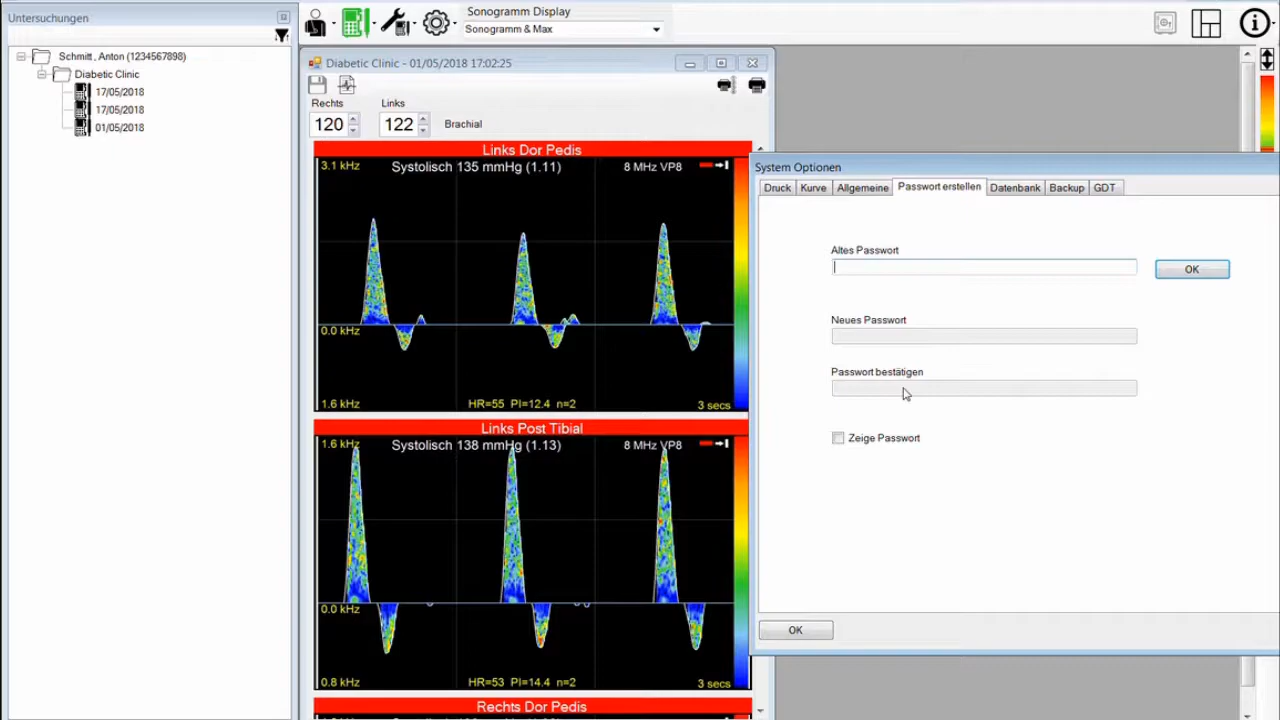 Untersuchungen
Schmitt , Anton (1234567898)
Diabetic Clinic
17/05/2018
17/05/2018
01/05/2018
Sonogramm Display
Sonogramm & Max
Diabetic Clinic - 01/05/2018 17:02:25
Rechts Links
120 122 Brachial
Links Dor Pedis
3.1 kHz Systolisch 135 mmHg (1.11) 8 MHz VP8
0.0 kHz
1.6 kHz HR=55 PI=12.4 n=2 3 secs
Links Post Tibial
1.6 kHz Systolisch 138 mmHg (1.13) 8 MHz VP8
0.0 kHz
0.8 kHz HR=53 PI=14.4 n=2 3 secs
Rechts Dor Pedis
System Optionen
Druck Kurve Allgemeine Passwort erstellen Datenbank Backup GDT
Altes Passwort
OK
Neues Passwort
Passwort bestätigen
Zeige Passwort
OK